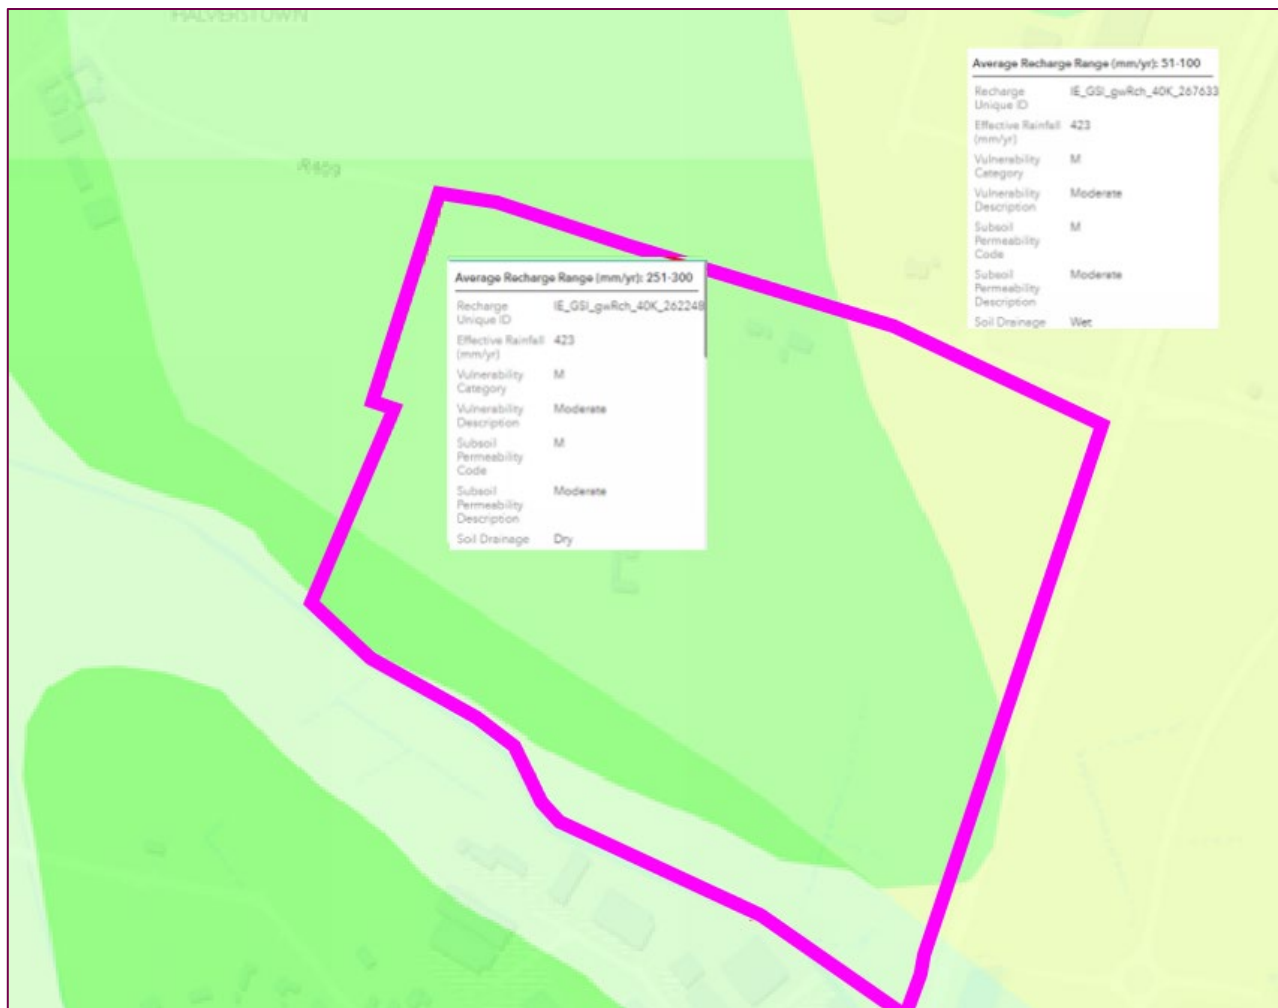 HALVERSTOWN
Average Recharge Range (mm/yr): 51-100
Recharge
Unique ID
IE_GSI_gwRch_40K_267633
Effective Rainfall
(mm/yr)
423
Vulnerability
Category
M
Vulnerability
Description
Moderate
Subsoil
Permeability
Code
M
Subsoil
Permeability
Description
Moderate
Soil Drainage
Wet
Average Recharge Range (mm/yr): 251-300
Recharge
Unique ID
IE_GSI_gwRch_40K_262248
Effective Rainfall
(mm/yr)
423
Vulnerability
Category
M
Vulnerability
Description
Moderate
Subsoil
Permeability
Code
M
Subsoil
Permeability
Description
Moderate
Soil Drainage
Dry